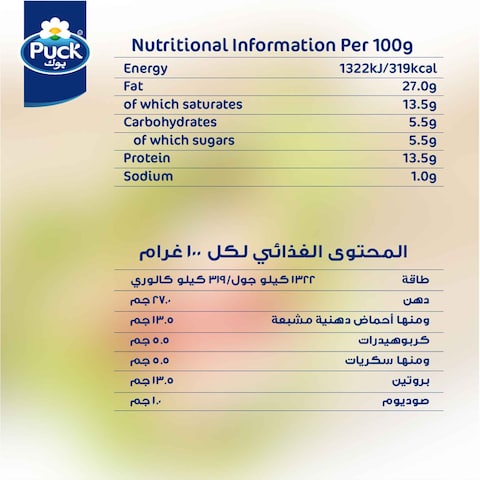 Puck
بوك
Nutritional Information Per 100g
Energy 1322kJ/319kcal
Fat 27.0g
of which saturates 13.5g
Carbohydrates 5.5g
of which sugars 5.5g
Protein 13.5g
Sodium 1.0g
المحتوى الغذائي لكل ١٠٠ غرام
طاقة ١٣٢٢ كيلو جول/٣١٩ كيلو كالوري
دهن ٢٧.٠ جم
ومنها أحماض دهنية مشبعة ١٣.٥ جم
كربوهيدرات ٥.٥ جم
ومنها سكريات ٥.٥ جم
بروتين ١٣.٥ جم
صوديوم ١.٠ جم